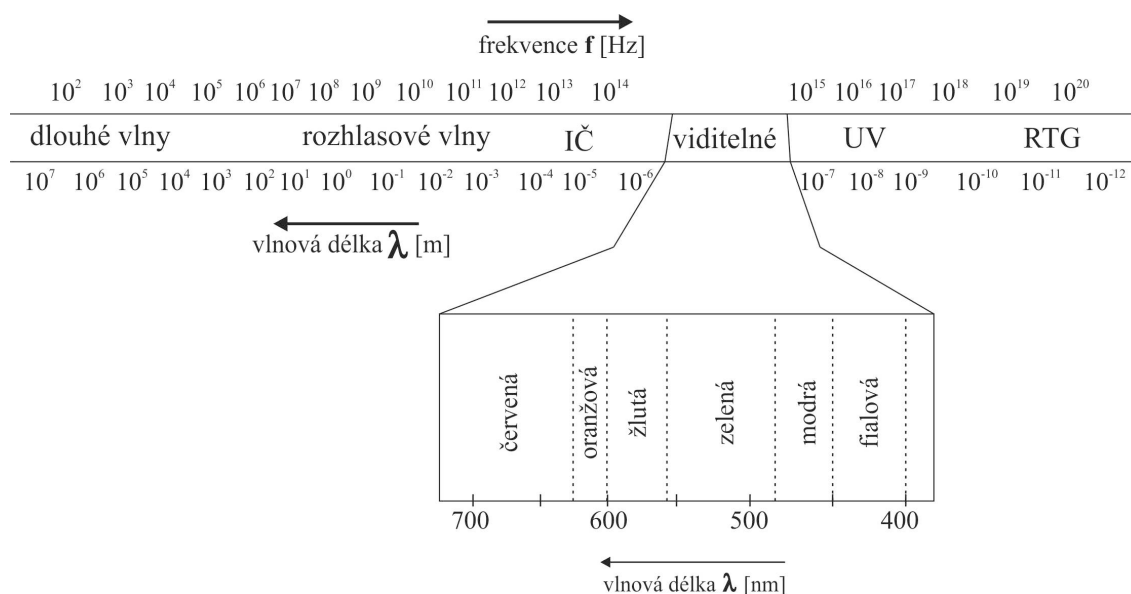 frekvence f [Hz]
10² 10³ 10⁴ 10⁵ 10⁶ 10⁷ 10⁸ 10⁹ 10¹⁰ 10¹¹ 10¹² 10¹³ 10¹⁴ 10¹⁵ 10¹⁶ 10¹⁷ 10¹⁸ 10¹⁹ 10²⁰
dlouhé vlny rozhlasové vlny IČ viditelné UV RTG
10⁷ 10⁶ 10⁵ 10⁴ 10³ 10² 10¹ 10⁰ 10⁻¹ 10⁻² 10⁻³ 10⁻⁴ 10⁻⁵ 10⁻⁶ 10⁻⁷ 10⁻⁸ 10⁻⁹ 10⁻¹⁰ 10⁻¹¹ 10⁻¹²
vlnová délka λ [m]
červená oranžová žlutá zelená modrá fialová
700 600 500 400
vlnová délka λ [nm]